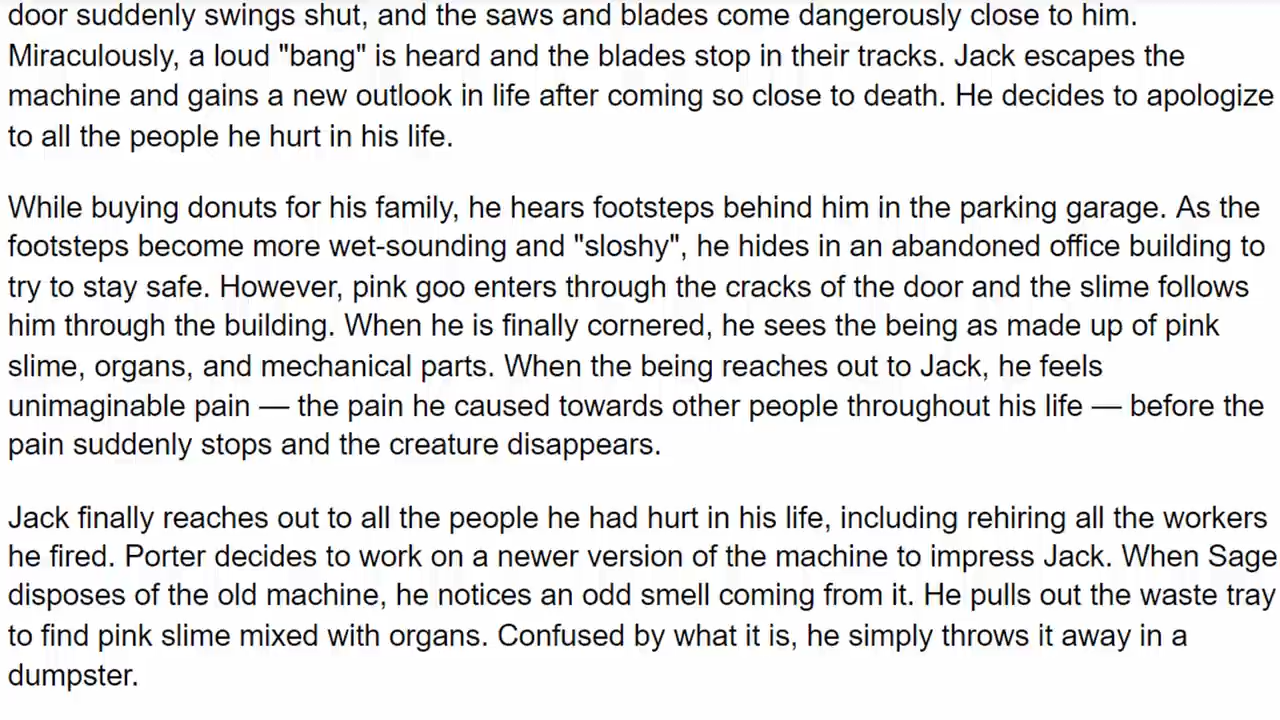 door suddenly swings shut, and the saws and blades come dangerously close to him.
Miraculously, a loud "bang" is heard and the blades stop in their tracks. Jack escapes the
machine and gains a new outlook in life after coming so close to death. He decides to apologize
to all the people he hurt in his life.
While buying donuts for his family, he hears footsteps behind him in the parking garage. As the
footsteps become more wet-sounding and "sloshy", he hides in an abandoned office building to
try to stay safe. However, pink goo enters through the cracks of the door and the slime follows
him through the building. When he is finally cornered, he sees the being as made up of pink
slime, organs, and mechanical parts. When the being reaches out to Jack, he feels
unimaginable pain — the pain he caused towards other people throughout his life — before the
pain suddenly stops and the creature disappears.
Jack finally reaches out to all the people he had hurt in his life, including rehiring all the workers
he fired. Porter decides to work on a newer version of the machine to impress Jack. When Sage
disposes of the old machine, he notices an odd smell coming from it. He pulls out the waste tray
to find pink slime mixed with organs. Confused by what it is, he simply throws it away in a
dumpster.